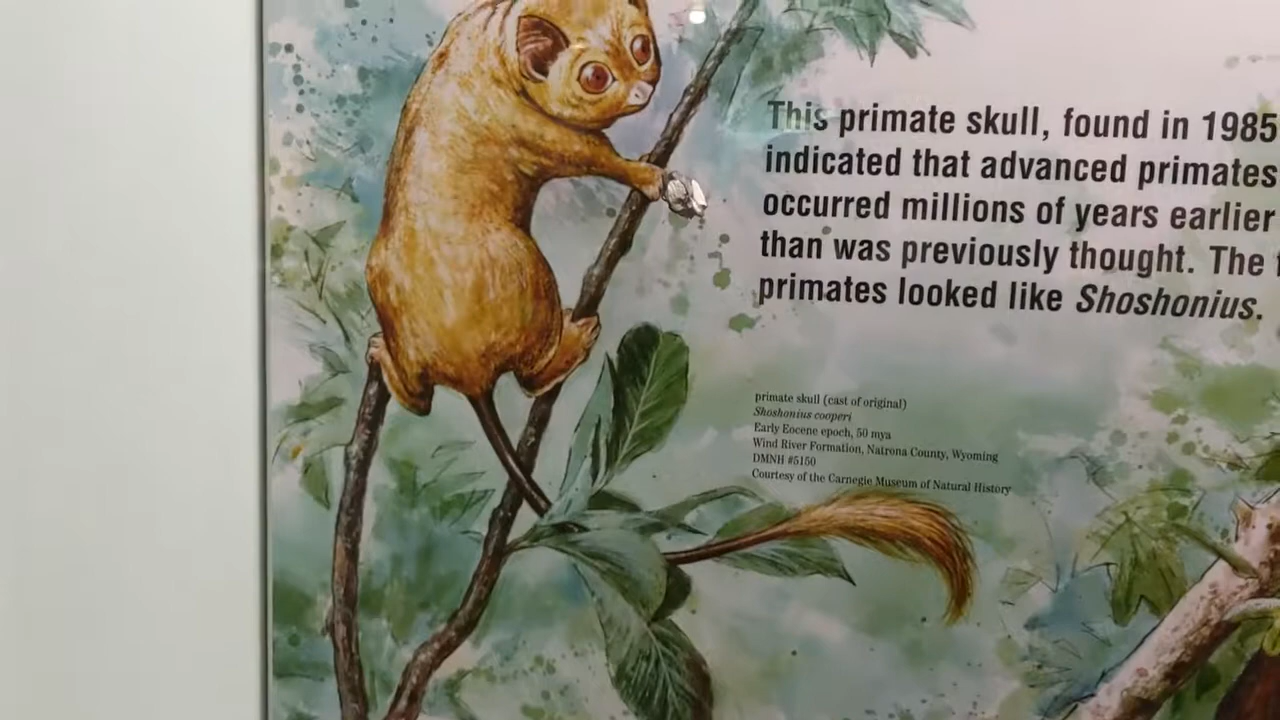 This primate skull, found in 1985
indicated that advanced primates
occurred millions of years earlier
than was previously thought. The
primates looked like Shoshonius.
primate skull (cast of original)
Shoshonius cooperi
Early Eocene epoch, 50 mya
Wind River Formation, Natrona County, Wyoming
DMNH #5150
Courtesy of the Carnegie Museum of Natural History